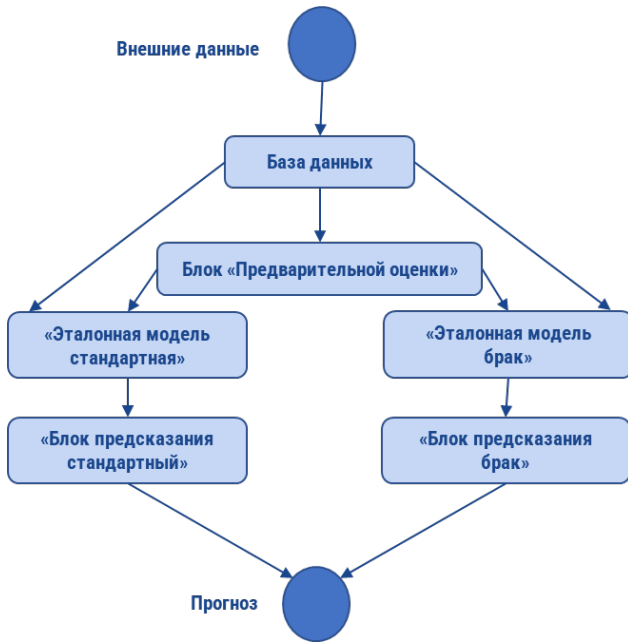 Внешние данные
База данных
Блок «Предварительной оценки»
«Эталонная модель
стандартная»
«Эталонная модель
брак»
«Блок предсказания
стандартный»
«Блок предсказания
брак»
Прогноз